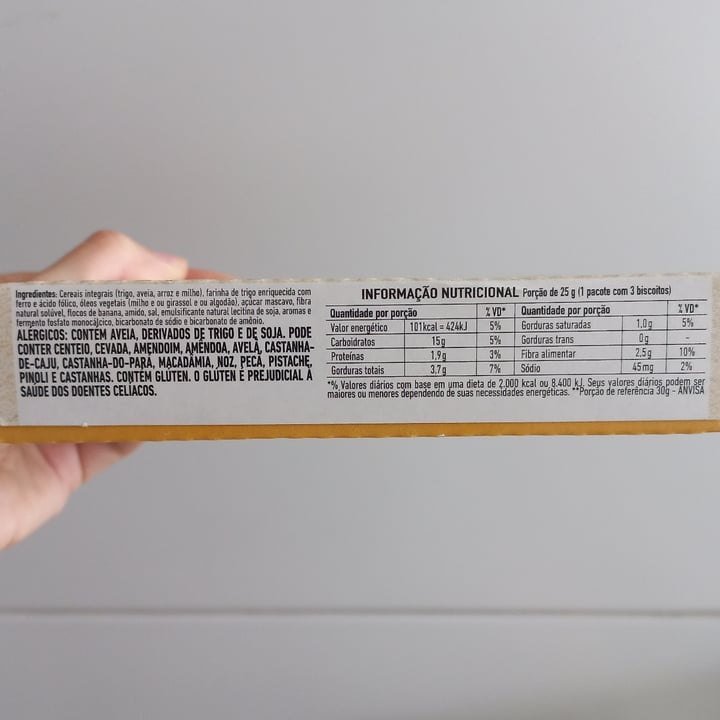 Ingredientes: Cereais integrais (trigo, aveia, arroz e milho), farinha de trigo enriquecida com
ferro e ácido fólico, óleos vegetais (milho e ou girassol e ou algodão), açúcar mascavo, fibra
natural solúvel, flocos de banana, amido, sal, emulsificante natural lecitina de soja, aromas e
fermento fosfato monocálcico, bicarbonato de sódio e bicarbonato de amônio.
ALÉRGICOS: CONTÉM AVEIA, DERIVADOS DE TRIGO E DE SOJA. PODE
CONTER CENTEIO, CEVADA, AMENDOIM, AMÊNDOA, AVELÃ, CASTANHA-
DE-CAJU, CASTANHA-DO-PARÁ, MACADÂMIA, NOZ, PECÃ, PISTACHE,
PINOLI E CASTANHAS. CONTÉM GLÚTEN. O GLÚTEN É PREJUDICIAL À
SAÚDE DOS DOENTES CELÍACOS.
INFORMAÇÃO NUTRICIONAL Porção de 25 g (1 pacote com 3 biscoitos)
Quantidade por porção % VD* Quantidade por porção % VD*
Valor energético 101kcal = 424kJ 5% Gorduras saturadas 1,0g 5%
Carboidratos 15g 5% Gorduras trans 0g -
Proteínas 1,9g 3% Fibra alimentar 2,5g 10%
Gorduras totais 3,7g 7% Sódio 45mg 2%
*% Valores diários com base em uma dieta de 2.000 kcal ou 8.400 kJ. Seus valores diários podem ser
maiores ou menores dependendo de suas necessidades energéticas. **Porção de referência 30g - ANVISA